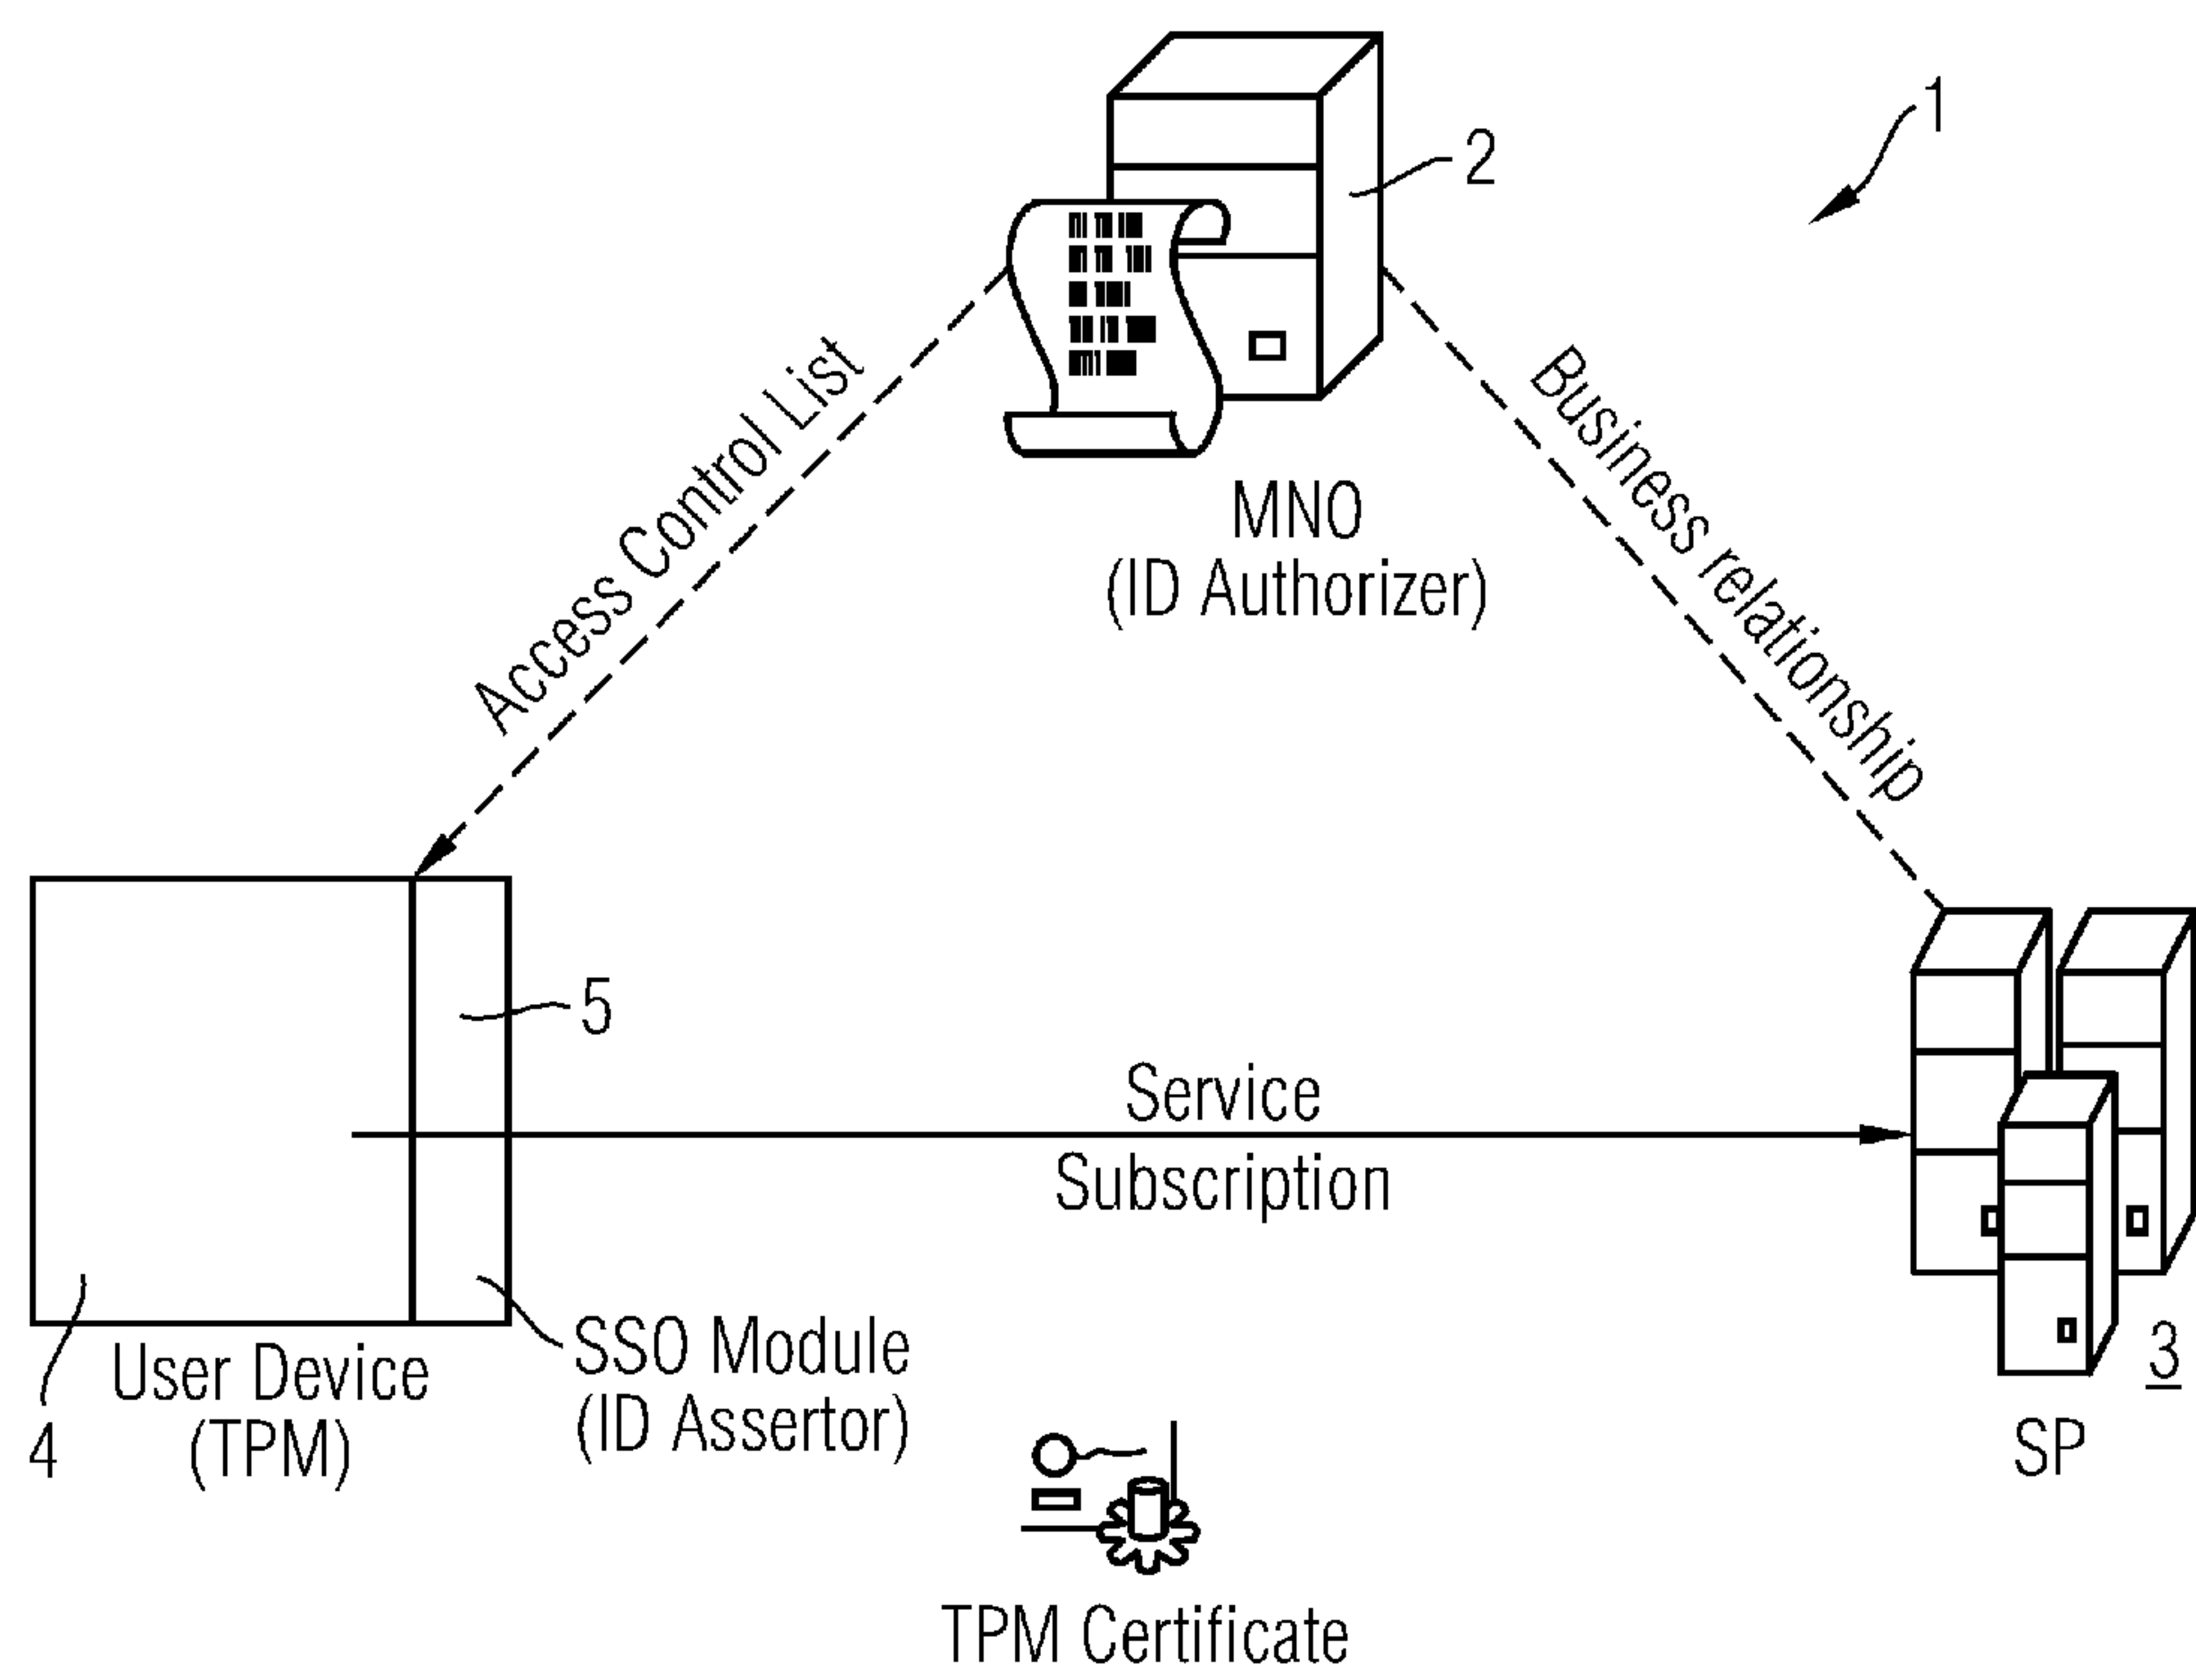 1
2
MNO
(ID Authorizer)
Access Control List
Business relationship
5
Service
Subscription
User Device
(TPM)
4
SSO Module
(ID Assertor)
3
SP
TPM Certificate